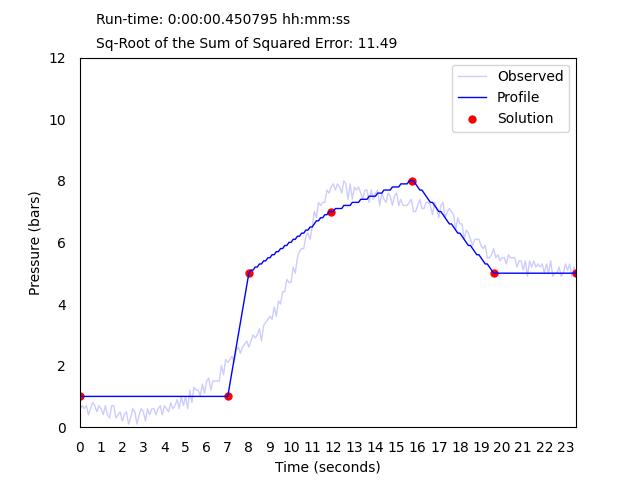 Run-time: 0:00:00.450795 hh:mm:ss
Sq-Root of the Sum of Squared Error: 11.49
Observed
Profile
Solution
12
10
8
6
4
2
0
Pressure (bars)
0 1 2 3 4 5 6 7 8 9 10 11 12 13 14 15 16 17 18 19 20 21 22 23
Time (seconds)